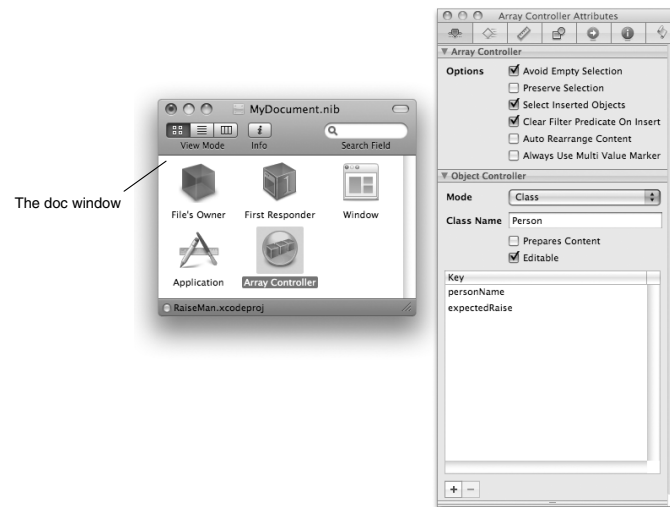 The doc window
MyDocument.nib
View Mode
Info
Search Field
File's Owner
First Responder
Window
Application
Array Controller
RaiseMan.xcodeproj
Array Controller Attributes
Array Controller
Options
Avoid Empty Selection
Preserve Selection
Select Inserted Objects
Clear Filter Predicate On Insert
Auto Rearrange Content
Always Use Multi Value Marker
Object Controller
Mode
Class
Class Name
Person
Prepares Content
Editable
Key
personName
expectedRaise